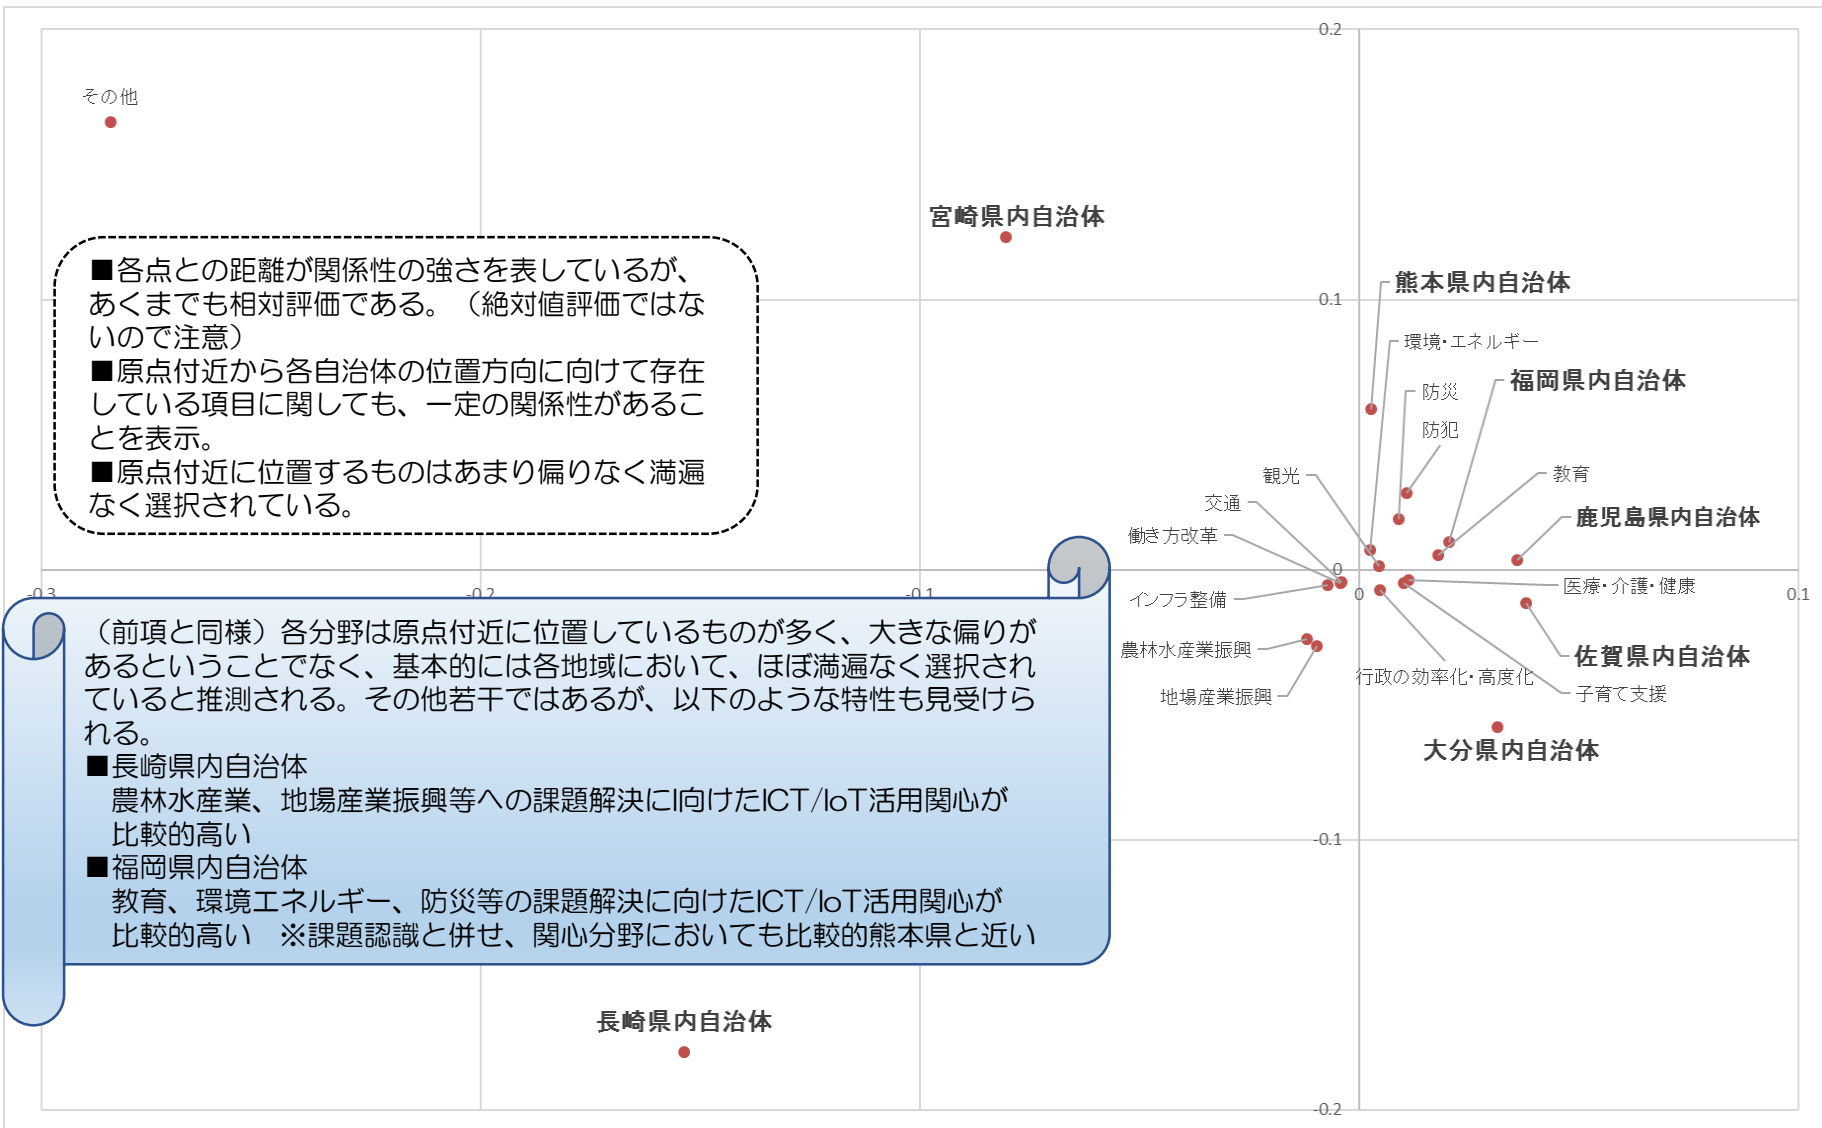 0.2
その他
宮崎県内自治体
■各点との距離が関係性の強さを表しているが、
あくまでも相対評価である。（絶対値評価ではな
いので注意）
■原点付近から各自治体の位置方向に向けて存在
している項目に関しても、一定の関係性があるこ
とを表示。
■原点付近に位置するものはあまり偏りなく満遍
なく選択されている。
0.1
熊本県内自治体
環境・エネルギー
福岡県内自治体
防災
防犯
観光
教育
交通
鹿児島県内自治体
働き方改革
0
医療・介護・健康
-0.3
-0.2
-0.1
0
0.1
インフラ整備
農林水産業振興
佐賀県内自治体
行政の効率化・高度化
地場産業振興
子育て支援
大分県内自治体
（前項と同様）各分野は原点付近に位置しているものが多く、大きな偏りが
あるということでなく、基本的には各地域において、ほぼ満遍なく選択され
ていると推測される。その他若干ではあるが、以下のような特性も見受けら
れる。
■長崎県内自治体
農林水産業、地場産業振興等への課題解決にI向けたICT/IoT活用関心が
比較的高い
■福岡県内自治体
教育、環境エネルギー、防災等の課題解決に向けたICT/IoT活用関心が
比較的高い　※課題認識と併せ、関心分野においても比較的熊本県と近い
-0.1
長崎県内自治体
-0.2